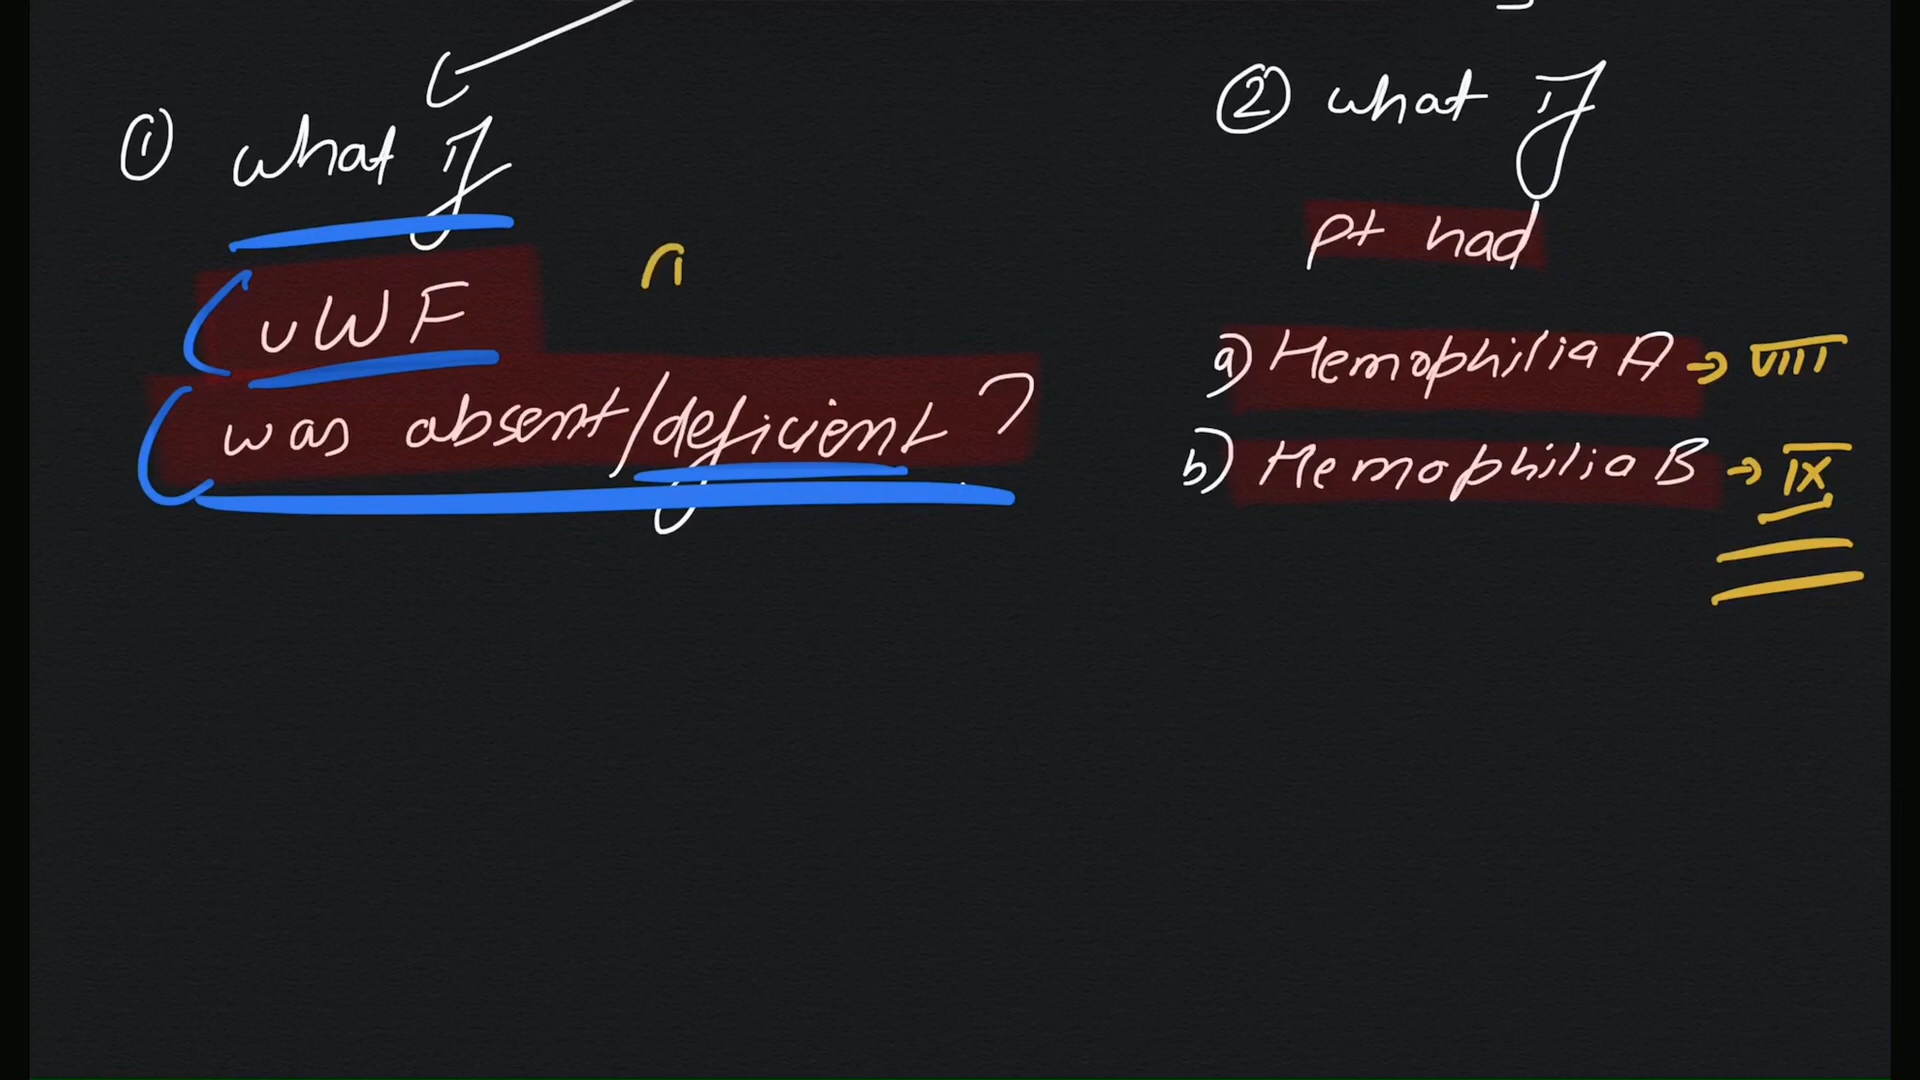 ① what if
vWF
was absent/deficient?
② what if
pt had
a) Hemophilia A → VIII
b) Hemophilia B → IX